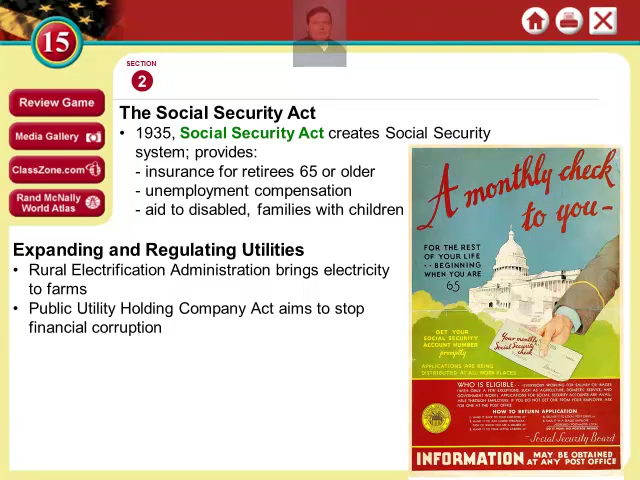 15
SECTION
2
Review Game
Media Gallery
ClassZone.com
Rand McNally
World Atlas
The Social Security Act
• 1935, Social Security Act creates Social Security
system; provides:
- insurance for retirees 65 or older
- unemployment compensation
- aid to disabled, families with children
Expanding and Regulating Utilities
• Rural Electrification Administration brings electricity
to farms
• Public Utility Holding Company Act aims to stop
financial corruption
A monthly check
to you-
FOR THE REST
OF YOUR LIFE
·· BEGINNING
WHEN YOU ARE
65
Your monthly
Social Security
check
GET YOUR
SOCIAL SECURITY
ACCOUNT NUMBER
promptly
APPLICATIONS ARE BEING
DISTRIBUTED AT ALL WORK PLACES
WHO IS ELIGIBLE··
HOW TO RETURN APPLICATION
-Social Security Board
INFORMATION MAY BE OBTAINED
AT ANY POST OFFICE